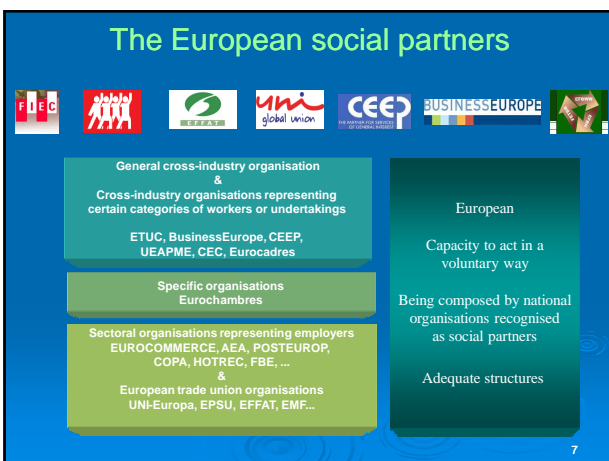 The European social partners
FIEC
EFFAT
uni
global union
CEEP
THE PARTNER FOR SERVICES
OF GENERAL INTEREST
BUSINESSEUROPE
General cross-industry organisation
&
Cross-industry organisations representing
certain categories of workers or undertakings
ETUC, BusinessEurope, CEEP,
UEAPME, CEC, Eurocadres
Specific organisations
Eurochambres
Sectoral organisations representing employers
EUROCOMMERCE, AEA, POSTEUROP,
COPA, HOTREC, FBE, ...
&
European trade union organisations
UNI-Europa, EPSU, EFFAT, EMF...
European
Capacity to act in a
voluntary way
Being composed by national
organisations recognised
as social partners
Adequate structures
7